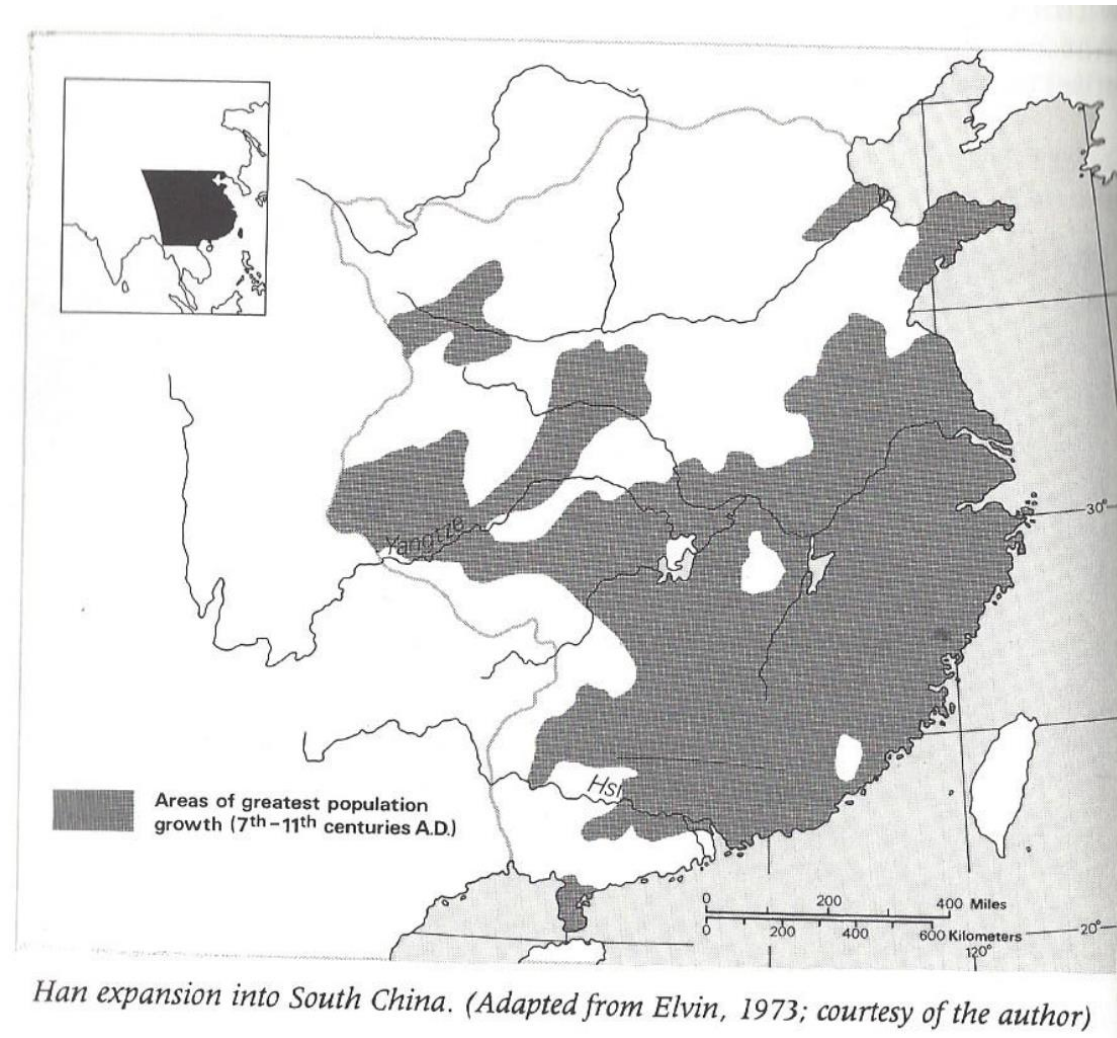 Yangtze
30°
Hsi
Areas of greatest population
growth (7th–11th centuries A.D.)
0 200 400 Miles
0 200 400 600 Kilometers
20°
120°
Han expansion into South China. (Adapted from Elvin, 1973; courtesy of the author)